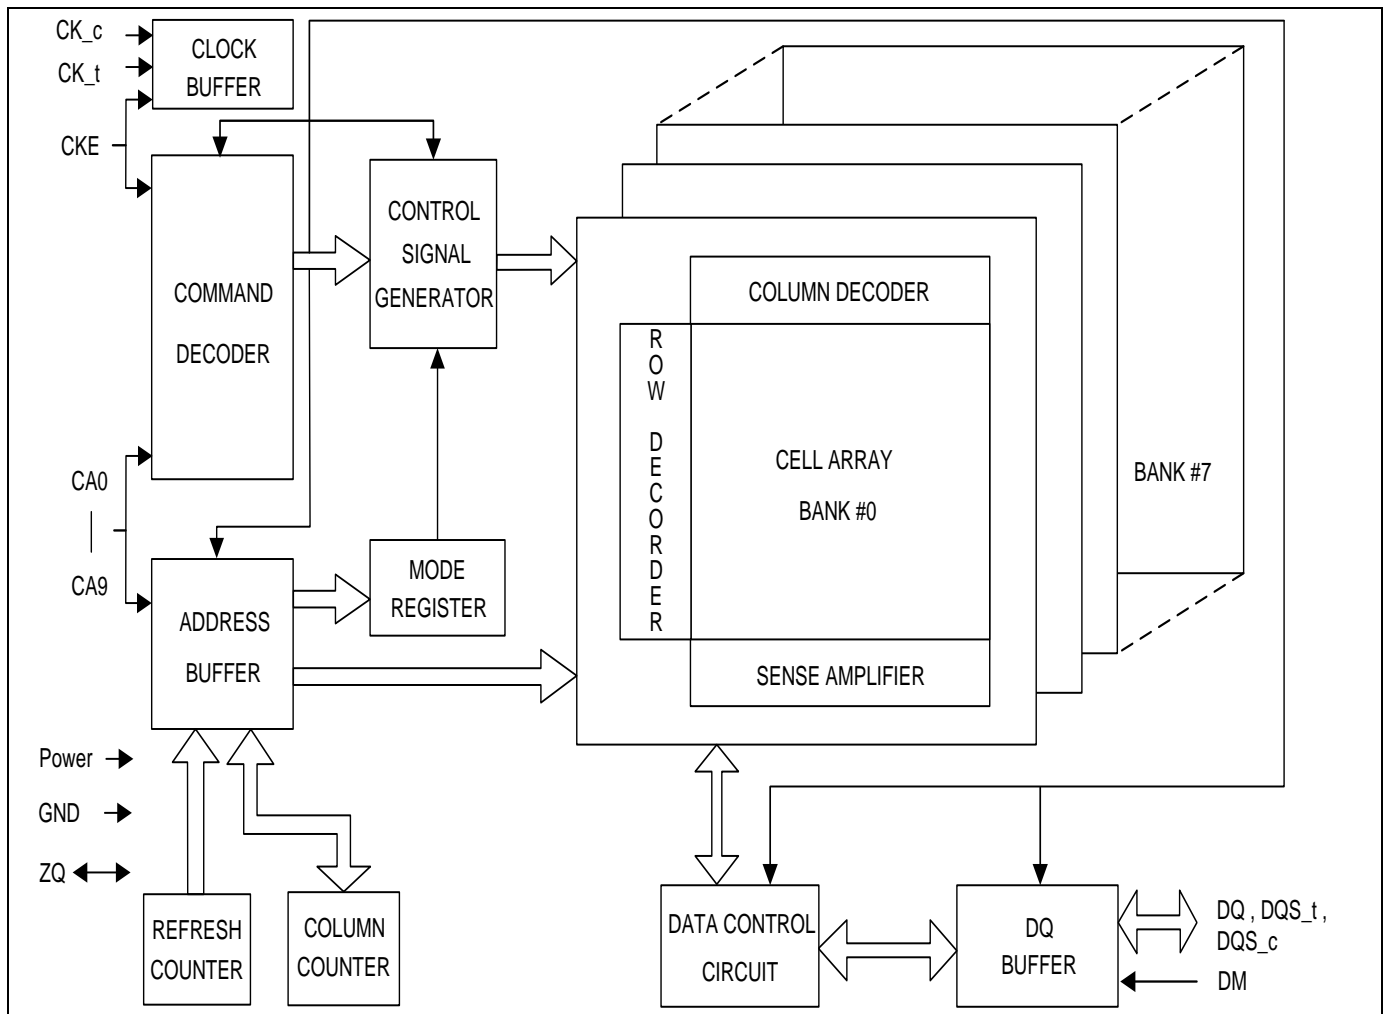 CK_c
CK_t
CKE
CLOCK
BUFFER
COMMAND
DECODER
CONTROL
SIGNAL
GENERATOR
CA0
CA9
ADDRESS
BUFFER
MODE
REGISTER
COLUMN DECODER
ROW DECORDER
CELL ARRAY
BANK #0
SENSE AMPLIFIER
BANK #7
Power
GND
ZQ
REFRESH
COUNTER
COLUMN
COUNTER
DATA CONTROL
CIRCUIT
DQ
BUFFER
DQ , DQS_t ,
DQS_c
DM